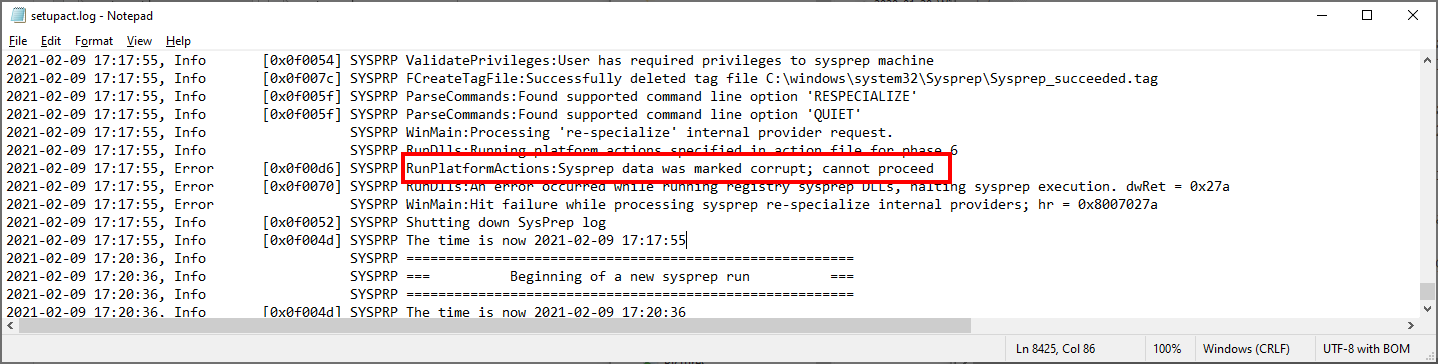 setupact.log - Notepad
File Edit Format View Help
2021-02-09 17:17:55, Info [0x0f0054] SYSPRP ValidatePrivileges:User has required privileges to sysprep machine
2021-02-09 17:17:55, Info [0x0f007c] SYSPRP FCreateTagFile:Successfully deleted tag file C:\windows\system32\Sysprep\Sysprep_succeeded.tag
2021-02-09 17:17:55, Info [0x0f005f] SYSPRP ParseCommands:Found supported command line option 'RESPECIALIZE'
2021-02-09 17:17:55, Info [0x0f005f] SYSPRP ParseCommands:Found supported command line option 'QUIET'
2021-02-09 17:17:55, Info SYSPRP WinMain:Processing 're-specialize' internal provider request.
2021-02-09 17:17:55, Info SYSPRP RunDlls:Running platform actions specified in action file for phase 6
2021-02-09 17:17:55, Error [0x0f00d6] SYSPRP RunPlatformActions:Sysprep data was marked corrupt; cannot proceed
2021-02-09 17:17:55, Error [0x0f0070] SYSPRP RunDlls:An error occurred while running registry sysprep DLLs, halting sysprep execution. dwRet = 0x27a
2021-02-09 17:17:55, Error SYSPRP WinMain:Hit failure while processing sysprep re-specialize internal providers; hr = 0x8007027a
2021-02-09 17:17:55, Info [0x0f0052] SYSPRP Shutting down SysPrep log
2021-02-09 17:17:55, Info [0x0f004d] SYSPRP The time is now 2021-02-09 17:17:55
2021-02-09 17:20:36, Info SYSPRP ========================================================
2021-02-09 17:20:36, Info SYSPRP === Beginning of a new sysprep run ===
2021-02-09 17:20:36, Info SYSPRP ========================================================
2021-02-09 17:20:36, Info [0x0f004d] SYSPRP The time is now 2021-02-09 17:20:36
Ln 8425, Col 86 100% Windows (CRLF) UTF-8 with BOM